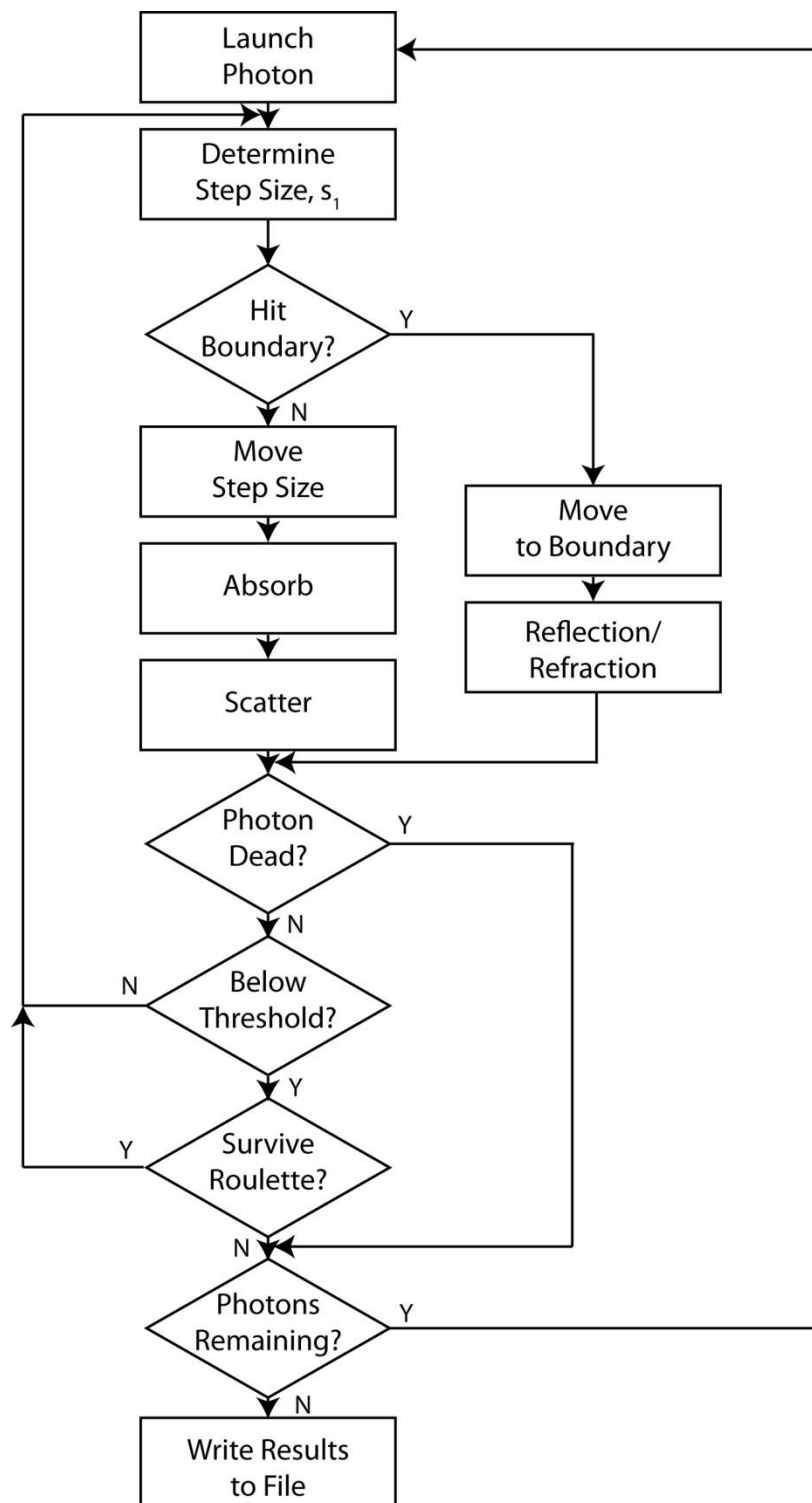 Launch
Photon
Determine
Step Size, s₁
Hit
Boundary?
Y
N
Move
Step Size
Move
to Boundary
Absorb
Reflection/
Refraction
Scatter
Photon
Dead?
Y
N
N
Below
Threshold?
Y
Y
Survive
Roulette?
N
Photons
Remaining?
Y
N
Write Results
to File